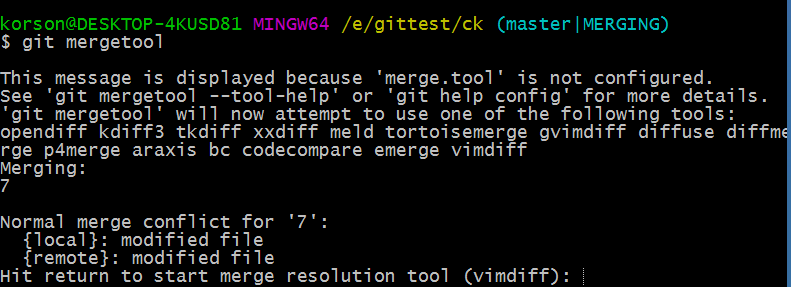 korson@DESKTOP-4KUSD81 MINGW64 /e/gittest/ck (master|MERGING)
$ git mergetool

This message is displayed because 'merge.tool' is not configured.
See 'git mergetool --tool-help' or 'git help config' for more details.
'git mergetool' will now attempt to use one of the following tools:
opendiff kdiff3 tkdiff xxdiff meld tortoisemerge gvimdiff diffuse diffme
rge p4merge araxis bc codecompare emerge vimdiff
Merging:
7

Normal merge conflict for '7':
  {local}: modified file
  {remote}: modified file
Hit return to start merge resolution tool (vimdiff):